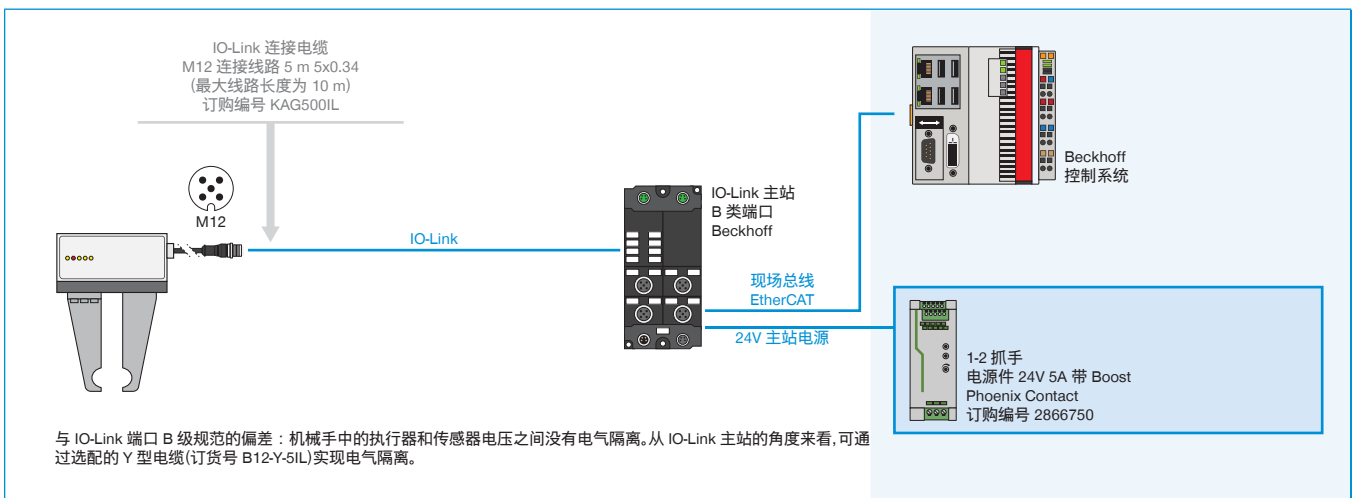 IO-Link 连接电缆
M12 连接线路 5 m 5x0.34
(最大线路长度为 10 m)
订购编号 KAG500IL
M12
IO-Link
IO-Link 主站
B 类端口
Beckhoff
现场总线
EtherCAT
24V 主站电源
Beckhoff
控制系统
1-2 抓手
电源件 24V 5A 带 Boost
Phoenix Contact
订购编号 2866750
与 IO-Link 端口 B 级规范的偏差：机械手中的执行器和传感器电压之间没有电气隔离。从 IO-Link 主站的角度来看,可通
过选配的 Y 型电缆(订货号 B12-Y-5IL)实现电气隔离。